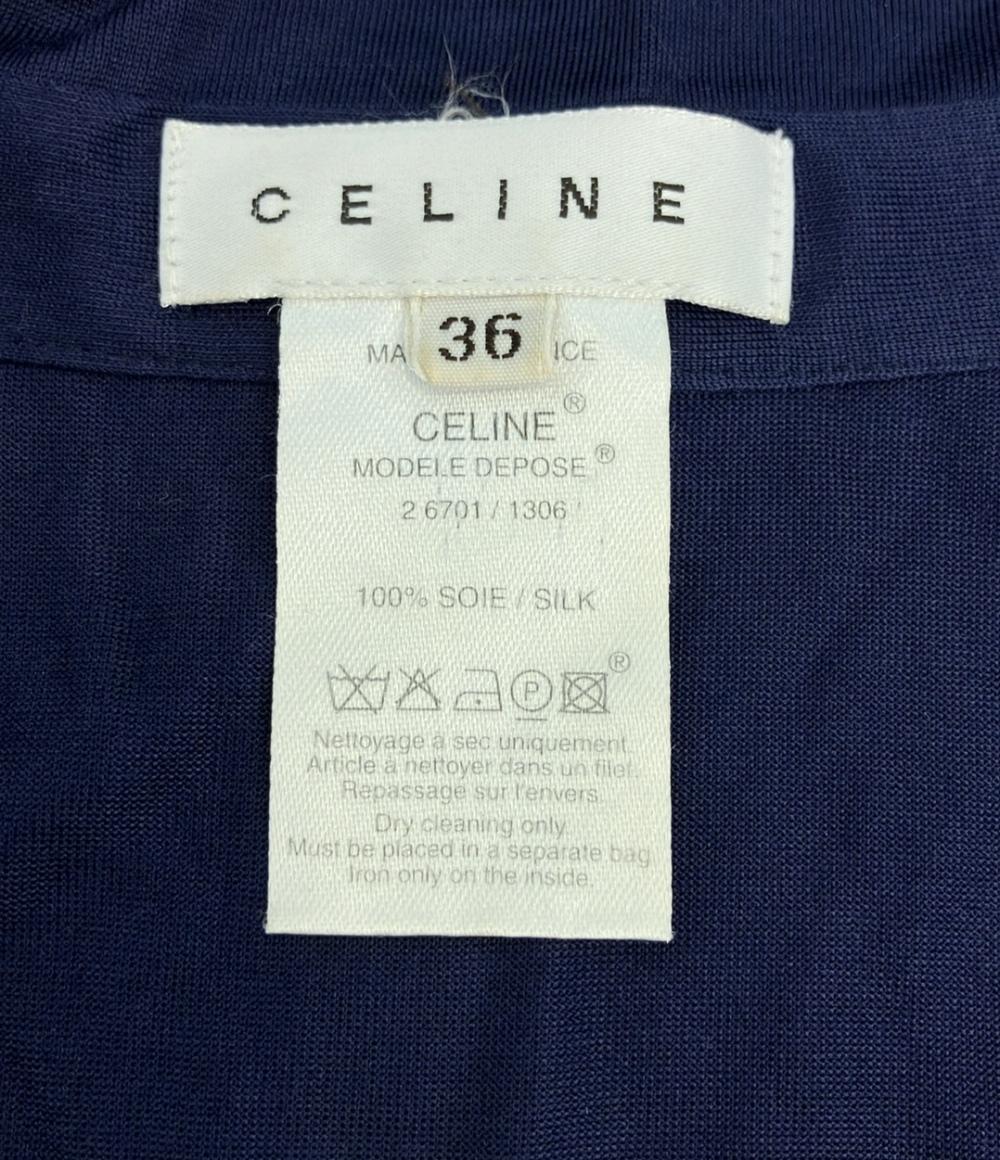 CELINE
36
MA ICE
CELINE ®
MODELE DEPOSE ®
2 6701 / 1306
100% SOIE / SILK
P ®
Nettoyage à sec uniquement.
Article à nettoyer dans un filet.
Repassage sur l'envers.
Dry cleaning only
Must be placed in a separate bag
Iron only on the inside.